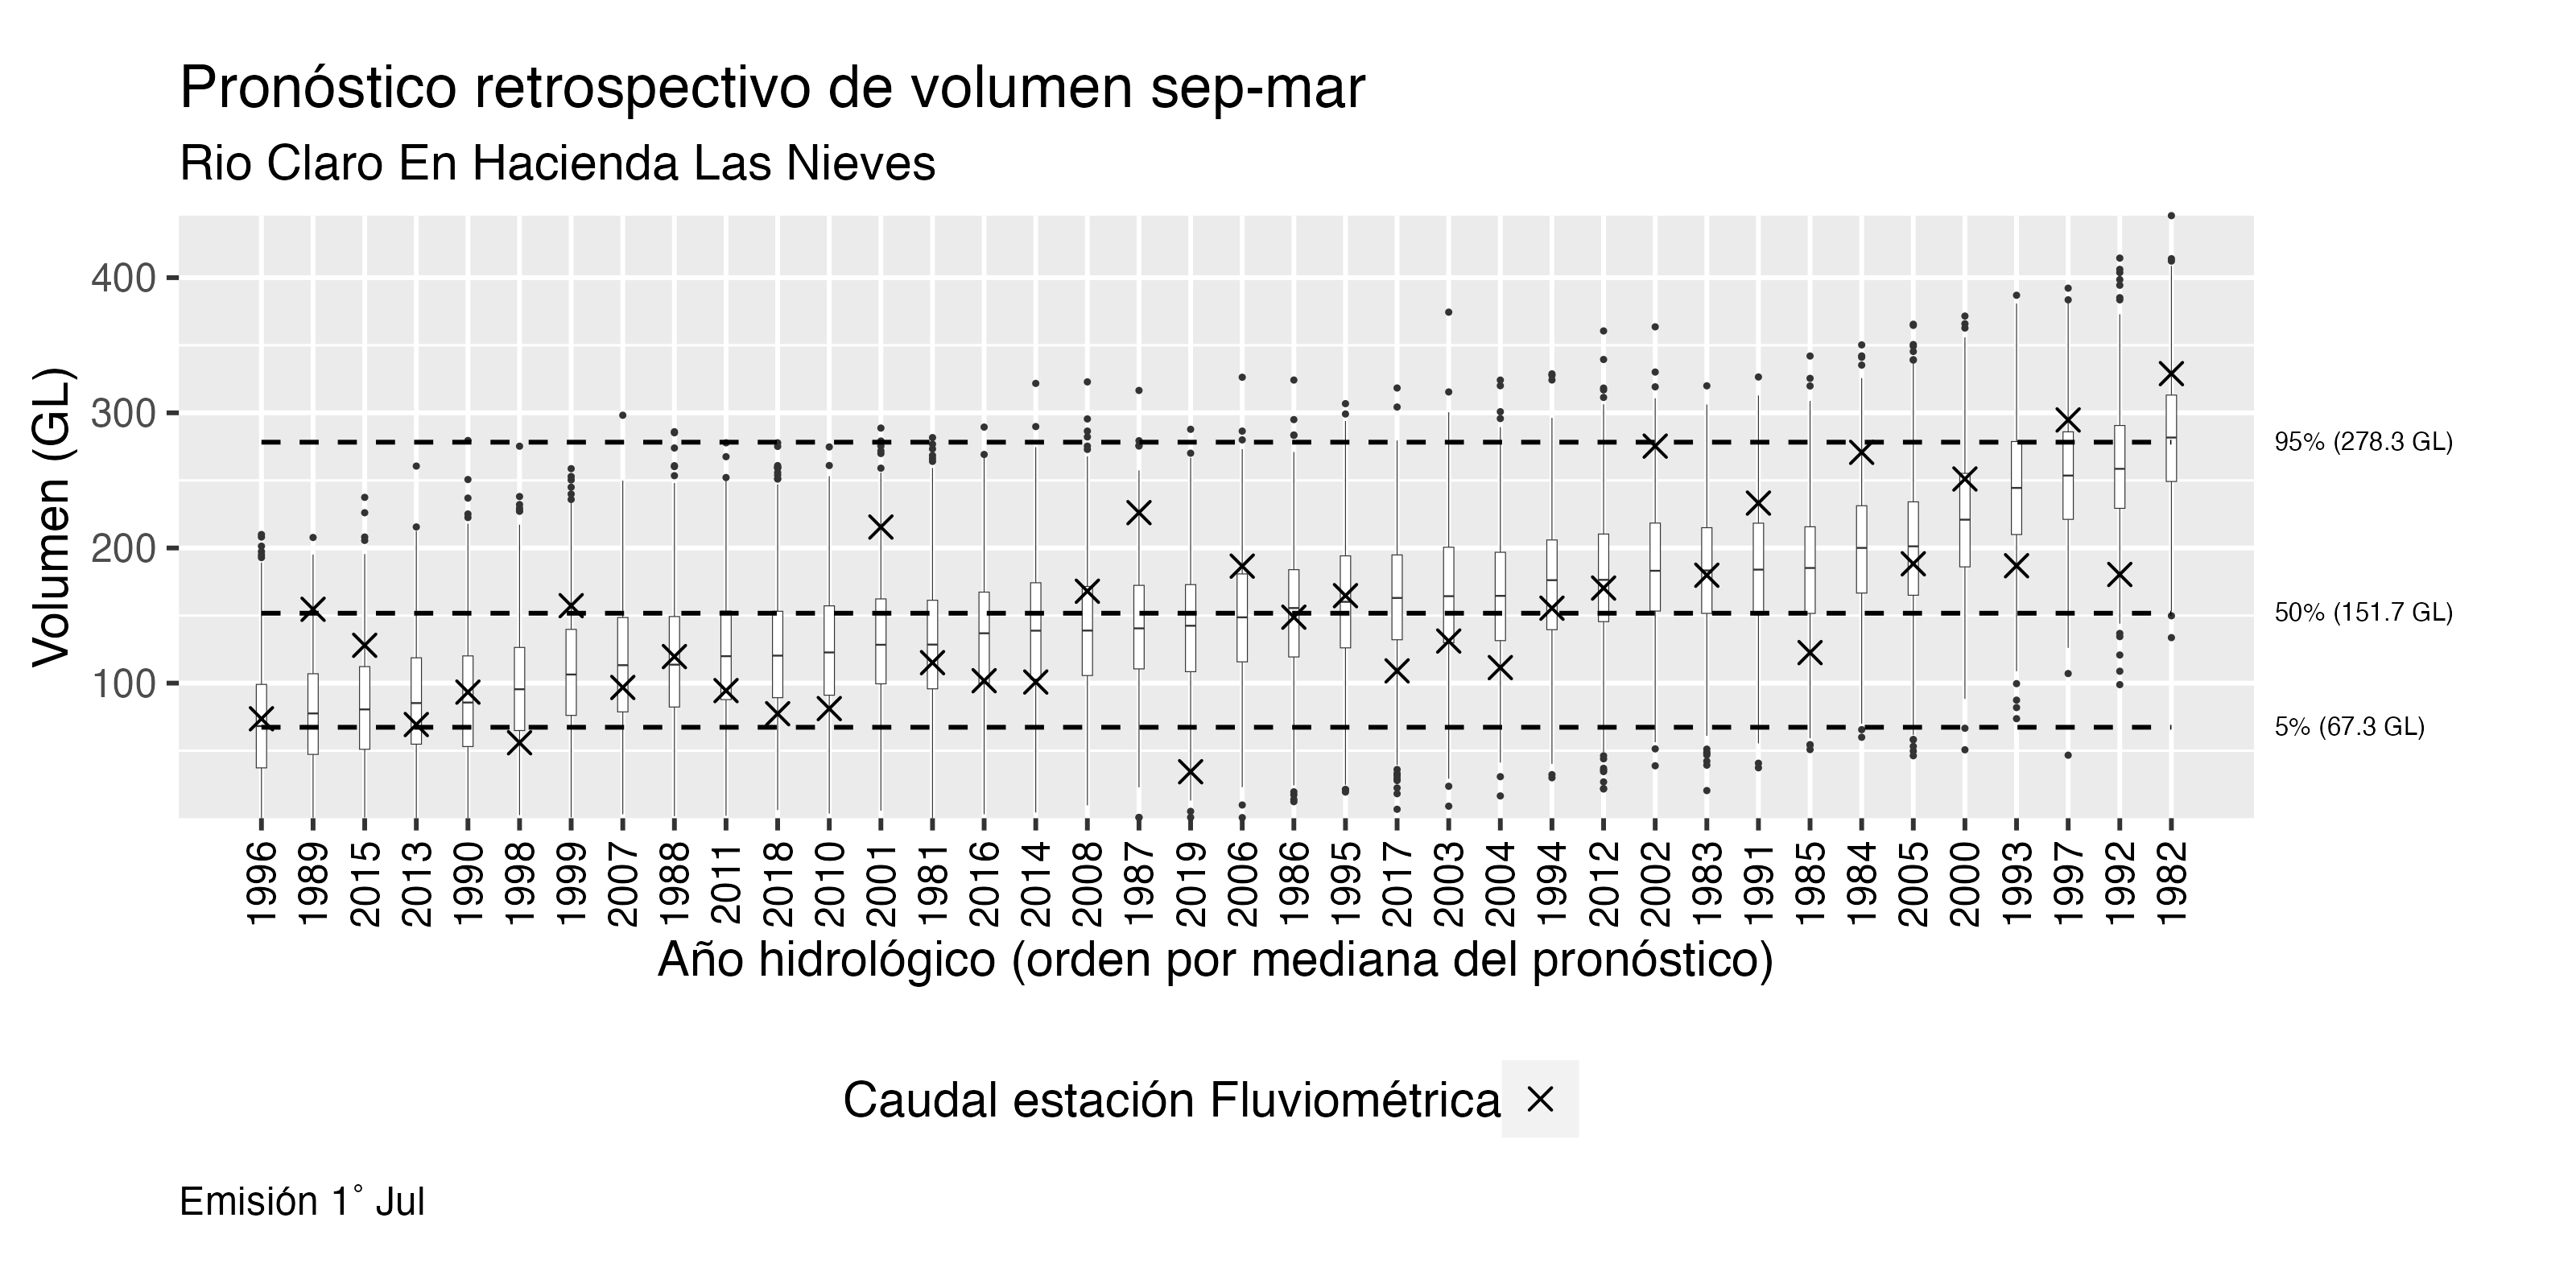 Pronóstico retrospectivo de volumen sep-mar
Rio Claro En Hacienda Las Nieves
Volumen (GL)
400
300
200
100
95% (278.3 GL)
50% (151.7 GL)
5% (67.3 GL)
1996 1989 2015 2013 1990 1998 1999 2007 1988 2011 2018 2010 2001 1981 2016 2014 2008 1987 2019 2006 1986 1995 2017 2003 2004 1994 2012 2002 1983 1991 1985 1984 2005 2000 1993 1997 1992 1982
Año hidrológico (orden por mediana del pronóstico)
Caudal estación Fluviométrica
Emisión 1° Jul